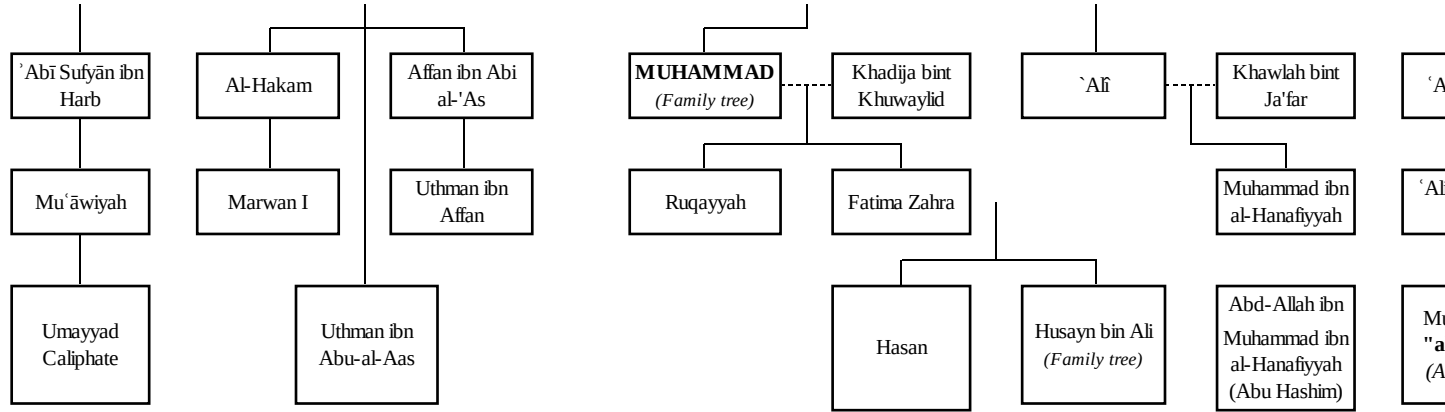 ʾAbī Sufyān ibn
Harb
Al-Hakam
Affan ibn Abi
al-'As
MUHAMMAD
(Family tree)
Khadija bint
Khuwaylid
`Alî
Khawlah bint
Ja'far
Muʿāwiyah
Marwan I
Uthman ibn
Affan
Ruqayyah
Fatima Zahra
Muhammad ibn
al-Hanafiyyah
Umayyad
Caliphate
Uthman ibn
Abu-al-Aas
Hasan
Husayn bin Ali
(Family tree)
Abd-Allah ibn
Muhammad ibn
al-Hanafiyyah
(Abu Hashim)